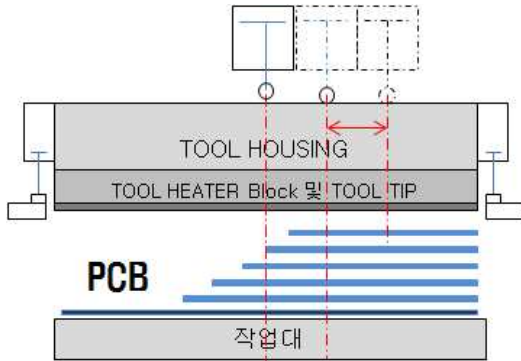 TOOL HOUSING
TOOL HEATER Block 및 TOOL TIP
PCB
작업대